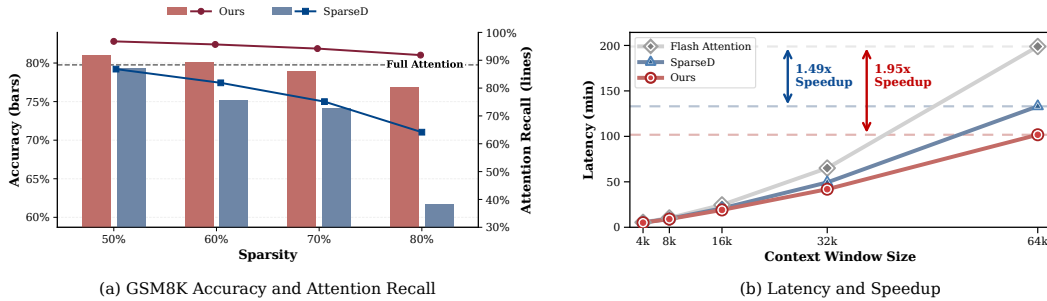 Ours
SparseD
Accuracy (bars)
80%
75%
70%
65%
60%
Full Attention
100%
90%
80%
70%
60%
50%
40%
30%
Attention Recall (lines)
50%
60%
70%
80%
Sparsity
(a) GSM8K Accuracy and Attention Recall
Latency (min)
200
150
100
50
0
Flash Attention
SparseD
Ours
1.49x
Speedup
1.95x
Speedup
4k
8k
16k
32k
64k
Context Window Size
(b) Latency and Speedup